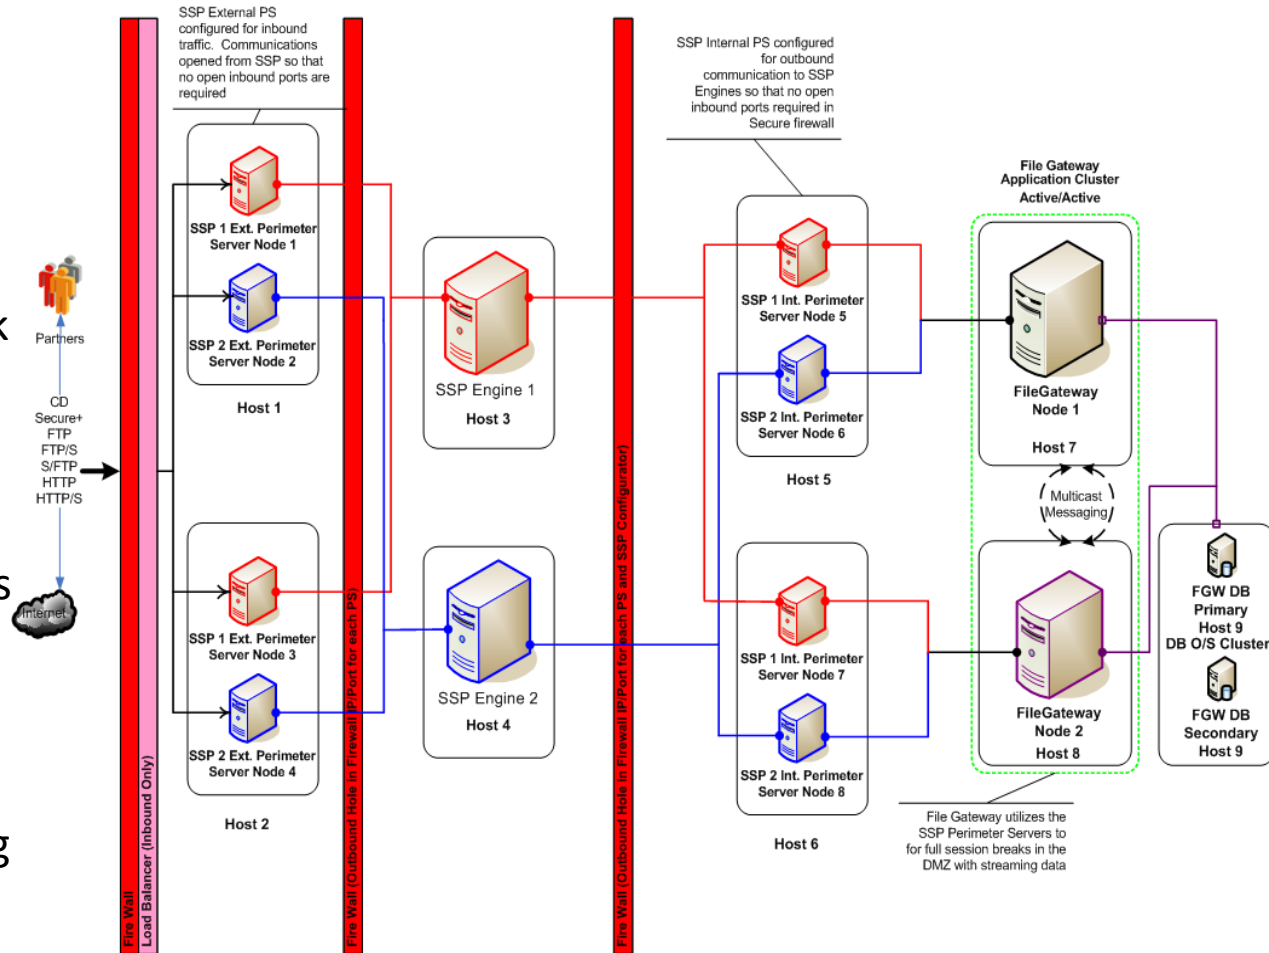 SSP External PS
configured for inbound
traffic. Communications
opened from SSP so that
no open inbound ports are
required
SSP Internal PS configured
for outbound
communication to SSP
Engines so that no open
inbound ports required in
Secure firewall
File Gateway
Application Cluster
Active/Active
SSP 1 Ext. Perimeter
Server Node 1
SSP 2 Ext. Perimeter
Server Node 2
Host 1
k
Partners
CD
Secure+
FTP
FTP/S
S/FTP
HTTP
HTTP/S
s
Internet
g
SSP 1 Ext. Perimeter
Server Node 3
SSP 2 Ext. Perimeter
Server Node 4
Host 2
Fire Wall
Load Balancer (Inbound Only)
Fire Wall (Outbound Hole in Firewall IP/Port for each PS)
SSP Engine 1
Host 3
SSP Engine 2
Host 4
Fire Wall (Outbound Hole in Firewall IP/Port for each PS and SSP Configurator)
SSP 1 Int. Perimeter
Server Node 5
SSP 2 Int. Perimeter
Server Node 6
Host 5
SSP 1 Int. Perimeter
Server Node 7
SSP 2 Int. Perimeter
Server Node 8
Host 6
FileGateway
Node 1
Host 7
Multicast
Messaging
FileGateway
Node 2
Host 8
FGW DB
Primary
Host 9
DB O/S Cluster
FGW DB
Secondary
Host 9
File Gateway utilizes the
SSP Perimeter Servers to
for full session breaks in the
DMZ with streaming data